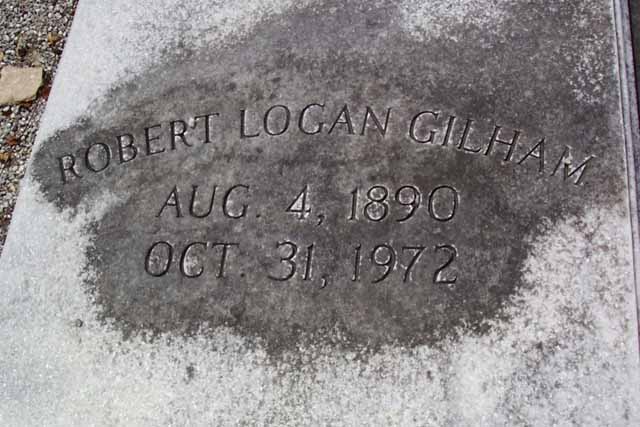 ROBERT LOGAN GILHAM
AUG. 4, 1890
OCT. 31, 1972